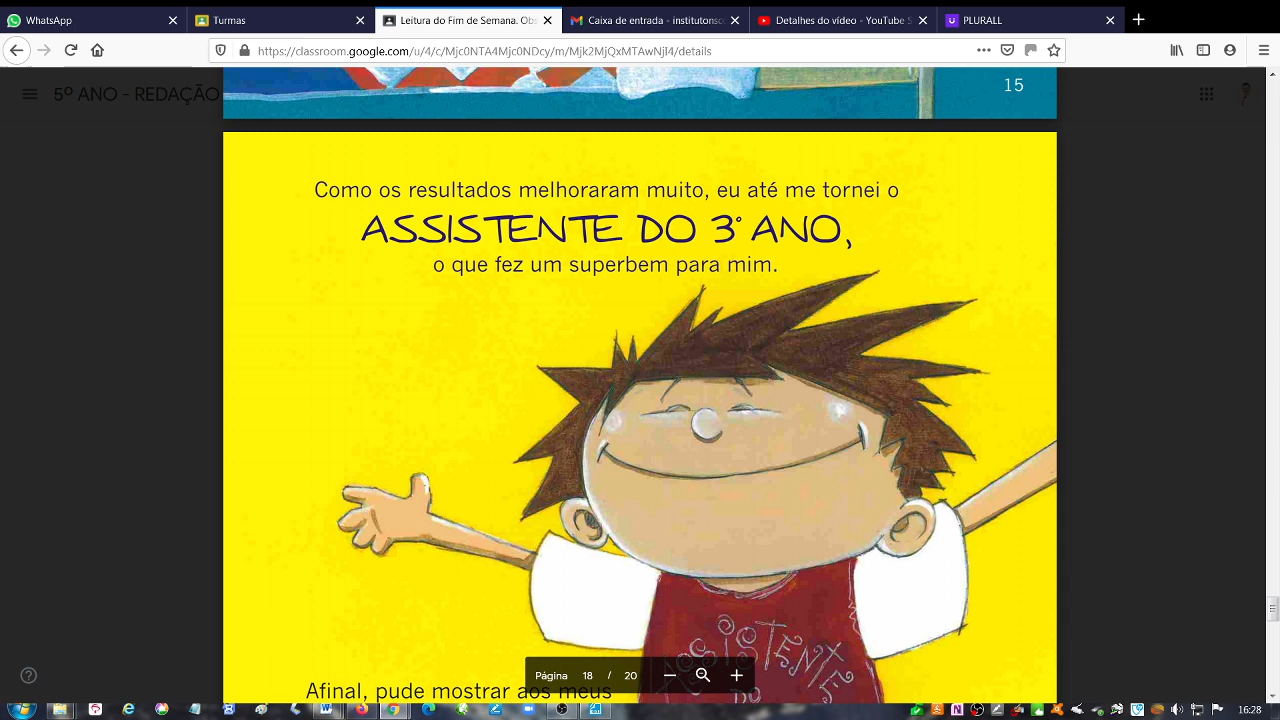 WhatsApp
Turmas
Leitura do Fim de Semana. Obs
Caixa de entrada - institutonsc
Detalhes do vídeo - YouTube S
PLURALL
https://classroom.google.com/u/4/c/Mjc0NTA4Mjc0NDcy/m/Mjk2MjQxMTAwNjI4/details
5º ANO - REDAÇÃO
15
Como os resultados melhoraram muito, eu até me tornei o
ASSISTENTE DO 3º ANO,
o que fez um superbem para mim.
ASSISTENTE
DO
Página 18 / 20
Afinal, pude mostrar aos meus
16:28